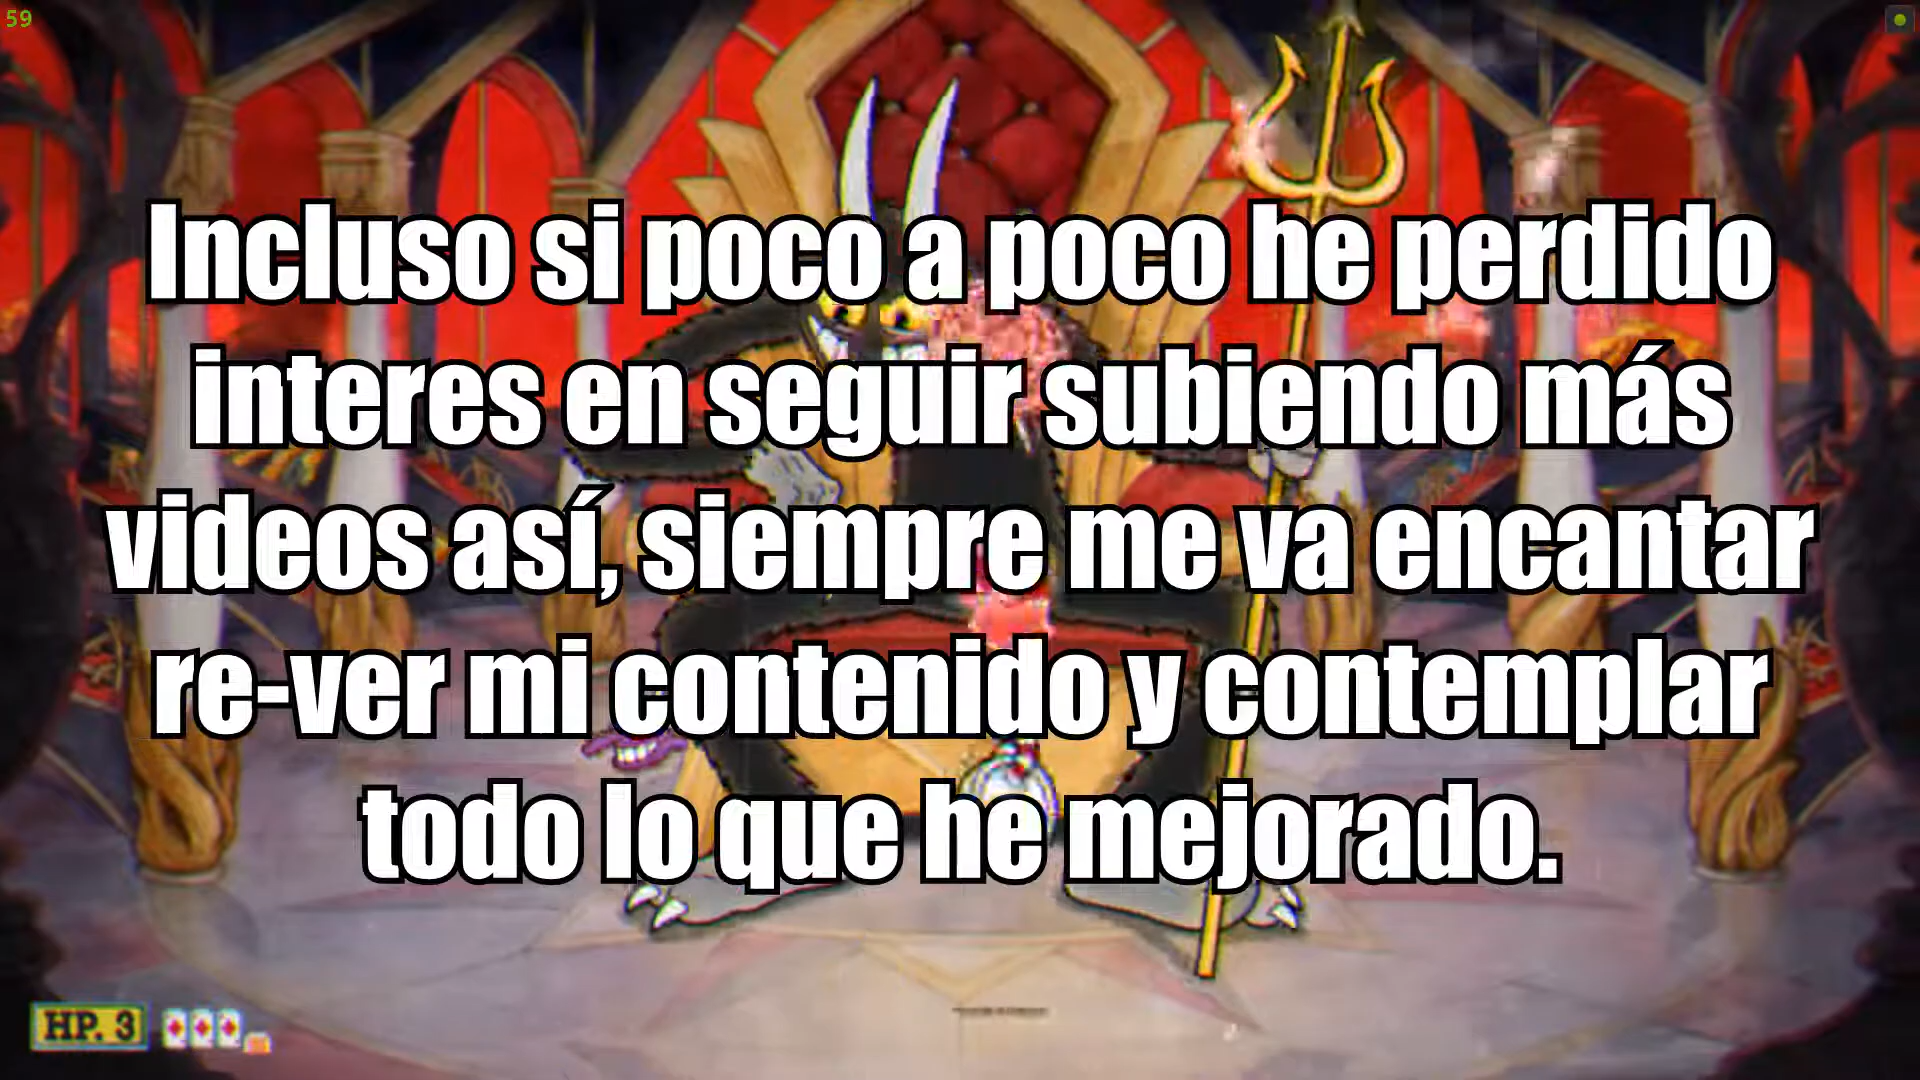 59
Incluso si poco a poco he perdido
interes en seguir subiendo más
videos así, siempre me va encantar
re-ver mi contenido y contemplar
todo lo que he mejorado.
HP. 3